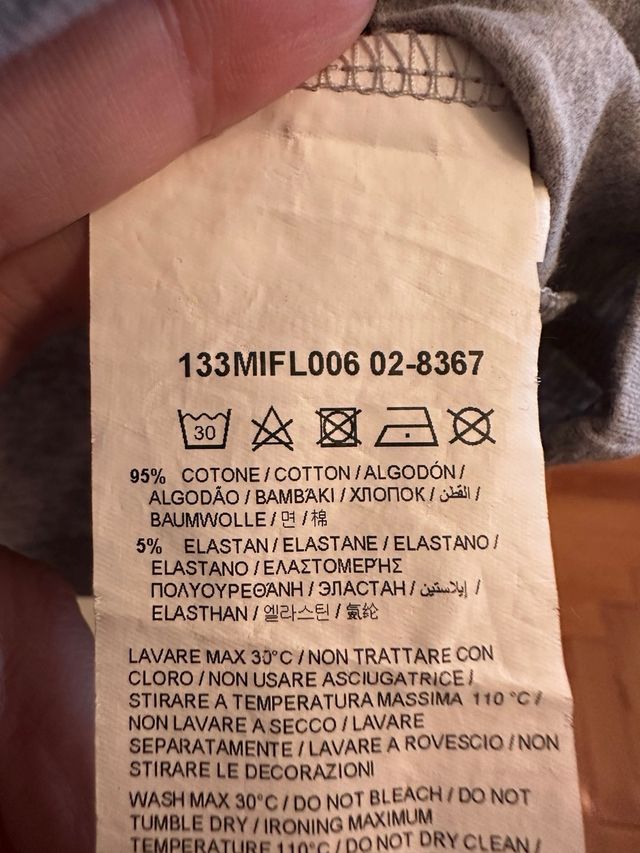 133MIFL006 02-8367
30
95% COTONE / COTTON / ALGODÓN /
ALGODÃO / ΒΑΜΒΆΚΙ / ХЛОПОК / القطن /
BAUMWOLLE / 면 / 棉
5% ELASTAN / ELASTANE / ELASTANO /
ELASTANO / ΕΛΑΣΤΟΜΕΡΉΣ
ΠΟΛΥΟΥΡΕΘΆΝΗ / ЭЛАСТАН / إيلاستين /
ELASTHAN / 엘라스틴 / 氨纶
LAVARE MAX 30°C / NON TRATTARE CON
CLORO / NON USARE ASCIUGATRICE /
STIRARE A TEMPERATURA MASSIMA 110 °C /
NON LAVARE A SECCO / LAVARE
SEPARATAMENTE / LAVARE A ROVESCIO / NON
STIRARE LE DECORAZIONI
WASH MAX 30°C / DO NOT BLEACH / DO NOT
TUMBLE DRY / IRONING MAXIMUM
TEMPERATURE 110°C / DO NOT DRY CLEAN /